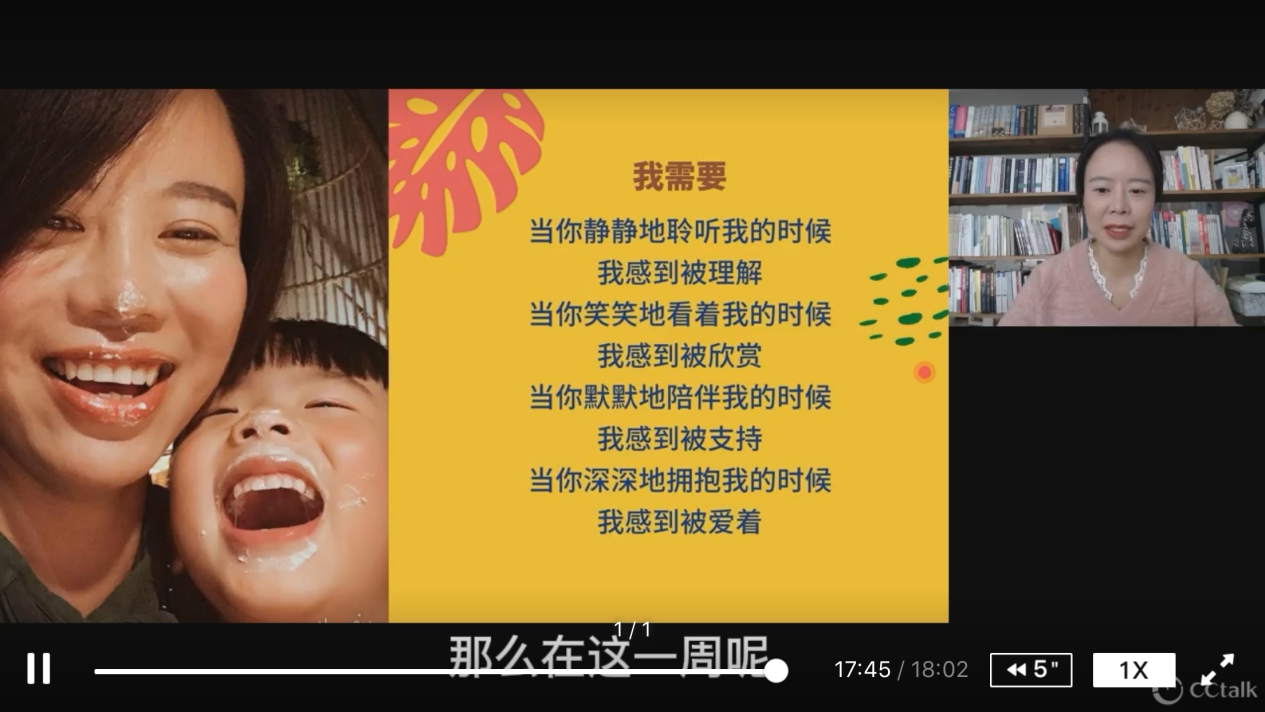 我需要
当你静静地聆听我的时候
我感到被理解
当你笑笑地看着我的时候
我感到被欣赏
当你默默地陪伴我的时候
我感到被支持
当你深深地拥抱我的时候
我感到被爱着
1/1
那么在这一周呢
17:45 / 18:02
5"
1X
CCtalk